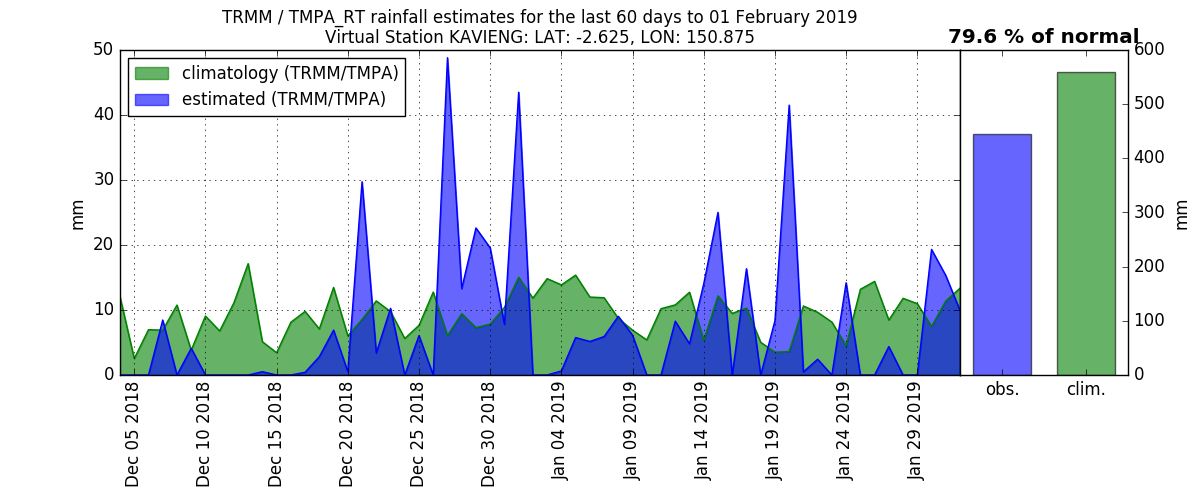 TRMM / TMPA_RT rainfall estimates for the last 60 days to 01 February 2019
Virtual Station KAVIENG: LAT: -2.625, LON: 150.875
79.6 % of normal
climatology (TRMM/TMPA)
estimated (TRMM/TMPA)
50
40
30
20
10
0
mm
600
500
400
300
200
100
0
mm
obs.
clim.
Dec 05 2018
Dec 10 2018
Dec 15 2018
Dec 20 2018
Dec 25 2018
Dec 30 2018
Jan 04 2019
Jan 09 2019
Jan 14 2019
Jan 19 2019
Jan 24 2019
Jan 29 2019